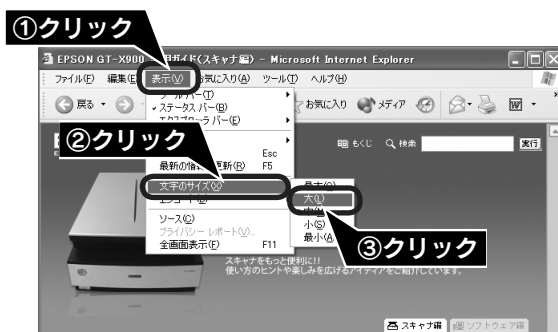 ①クリック
EPSON GT-X900 用ガイド(スキャナ編) - Microsoft Internet Explorer
ファイル(F) 編集(E) 表示(V) お気に入り(A) ツール(T) ヘルプ(H)
戻る お気に入り メディア
ツール バー(T)
ステータス バー(B)
エクスプローラ バー(E)
②クリック
もくじ 検索 実行
Esc
最新の情報 更新(R) F5
文字のサイズ(X) 最大(G)
エンコード(D) 大(L)
中(M)
ソース(C) 小(S)
プライバシー レポート(V)... 最小(A)
全画面表示(F) F11
③クリック
スキャナをもっと便利に!!
使い方のヒントや楽しみを広げるアイディアをご紹介しています。
スキャナ編 ソフトウェア編